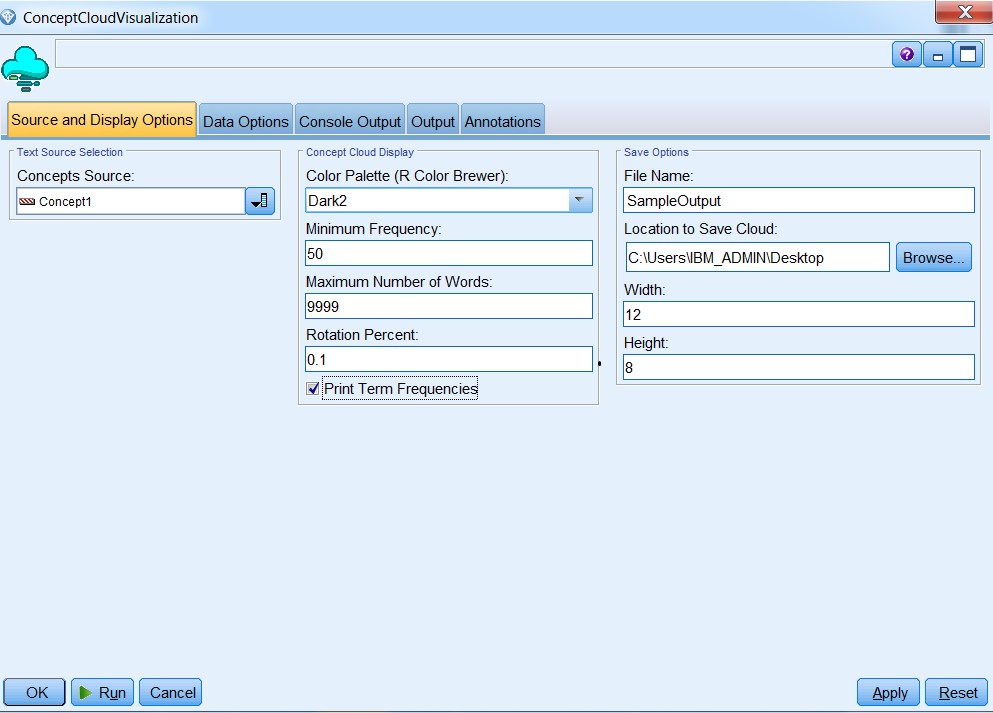 ConceptCloudVisualization
Source and Display Options
Data Options
Console Output
Output
Annotations
Text Source Selection
Concepts Source:
Concept1
Concept Cloud Display
Color Palette (R Color Brewer):
Dark2
Minimum Frequency:
50
Maximum Number of Words:
9999
Rotation Percent:
0.1
Print Term Frequencies
Save Options
File Name:
SampleOutput
Location to Save Cloud:
C:\Users\IBM_ADMIN\Desktop
Browse...
Width:
12
Height:
8
OK
Run
Cancel
Apply
Reset